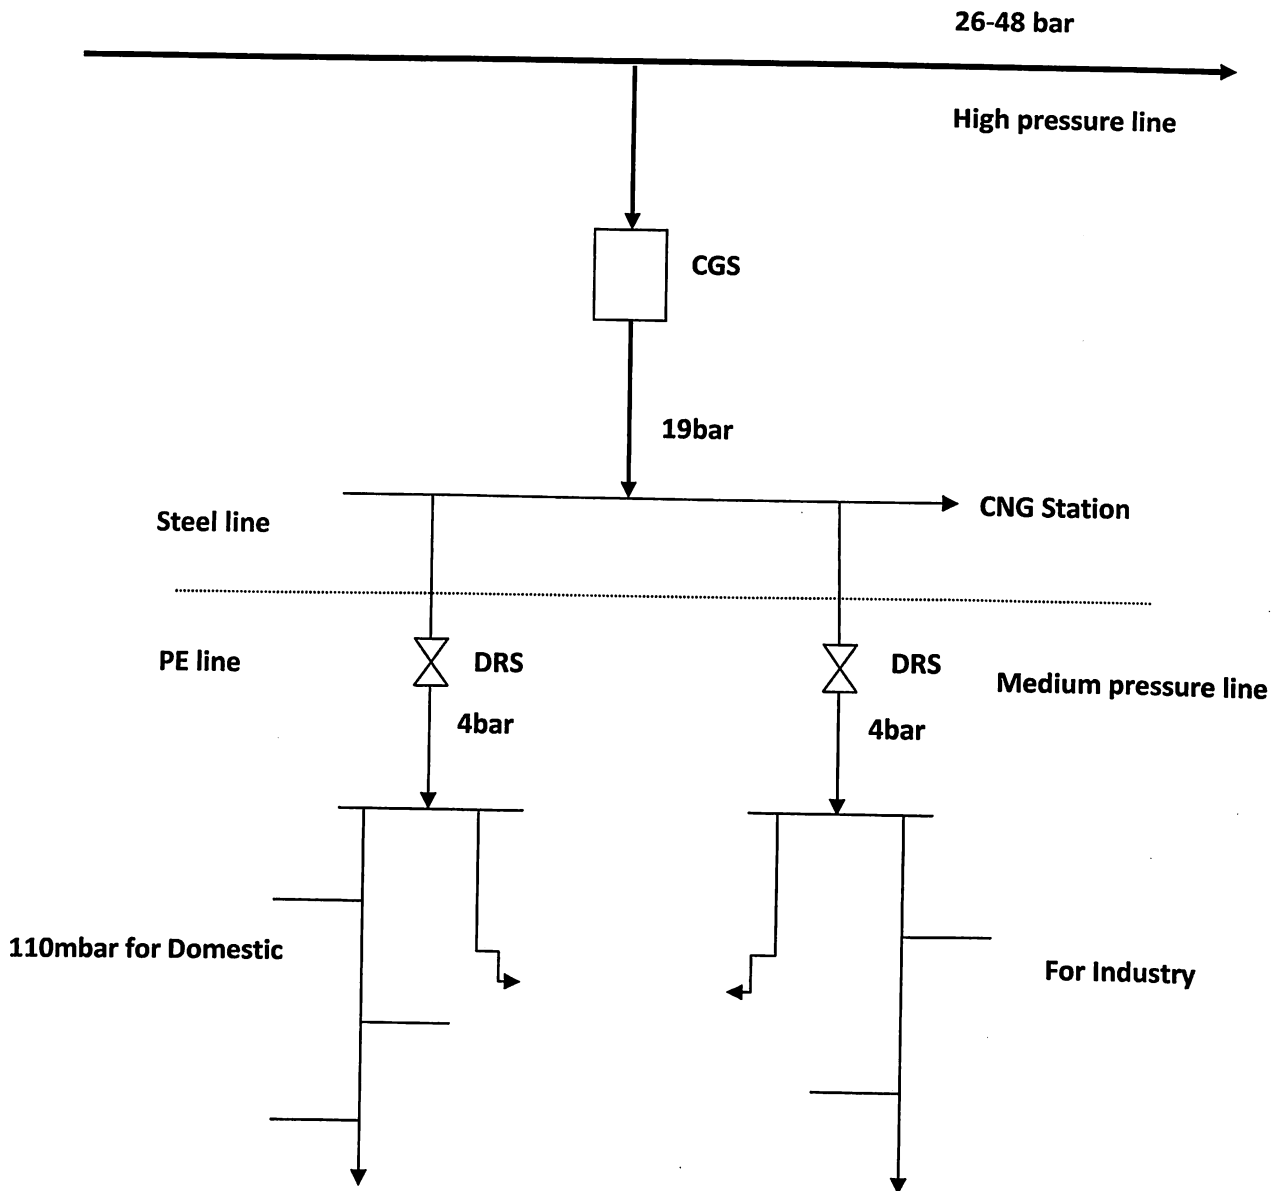 26-48 bar
High pressure line
CGS
19bar
CNG Station
Steel line
PE line
DRS
DRS
Medium pressure line
4bar
4bar
110mbar for Domestic
For Industry